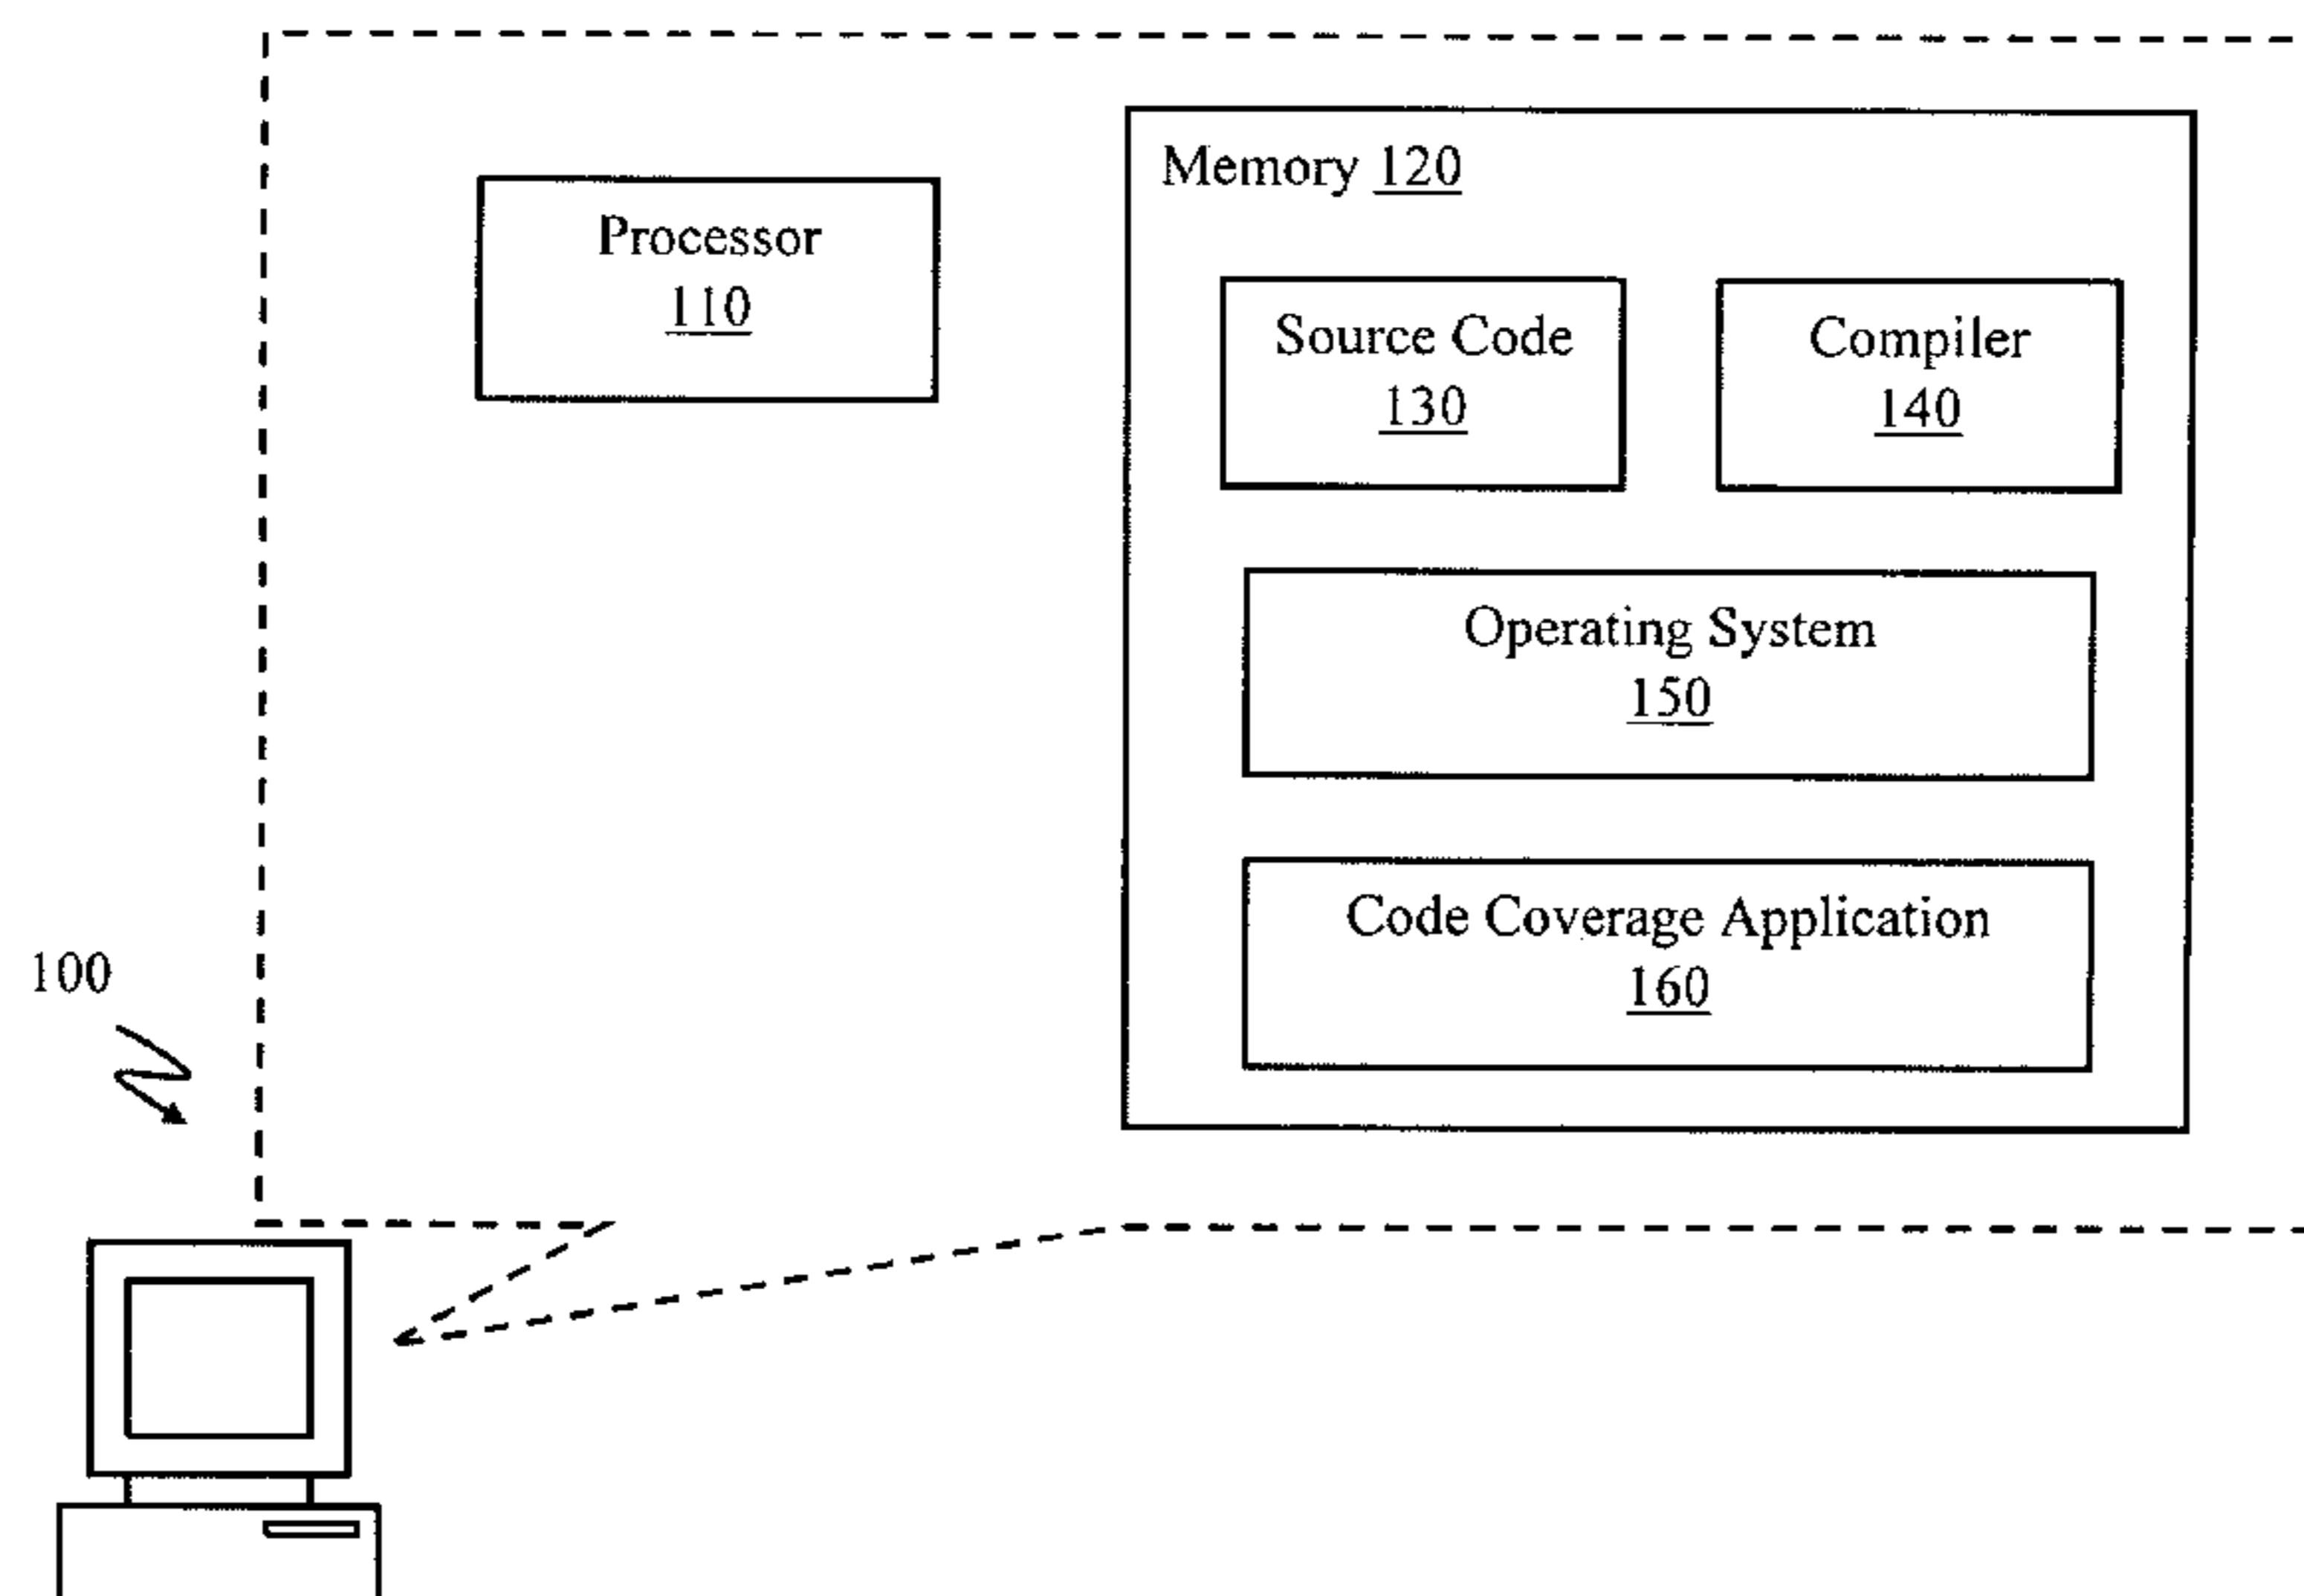 Memory 120
Processor
110
Source Code
130
Compiler
140
Operating System
150
Code Coverage Application
160
100